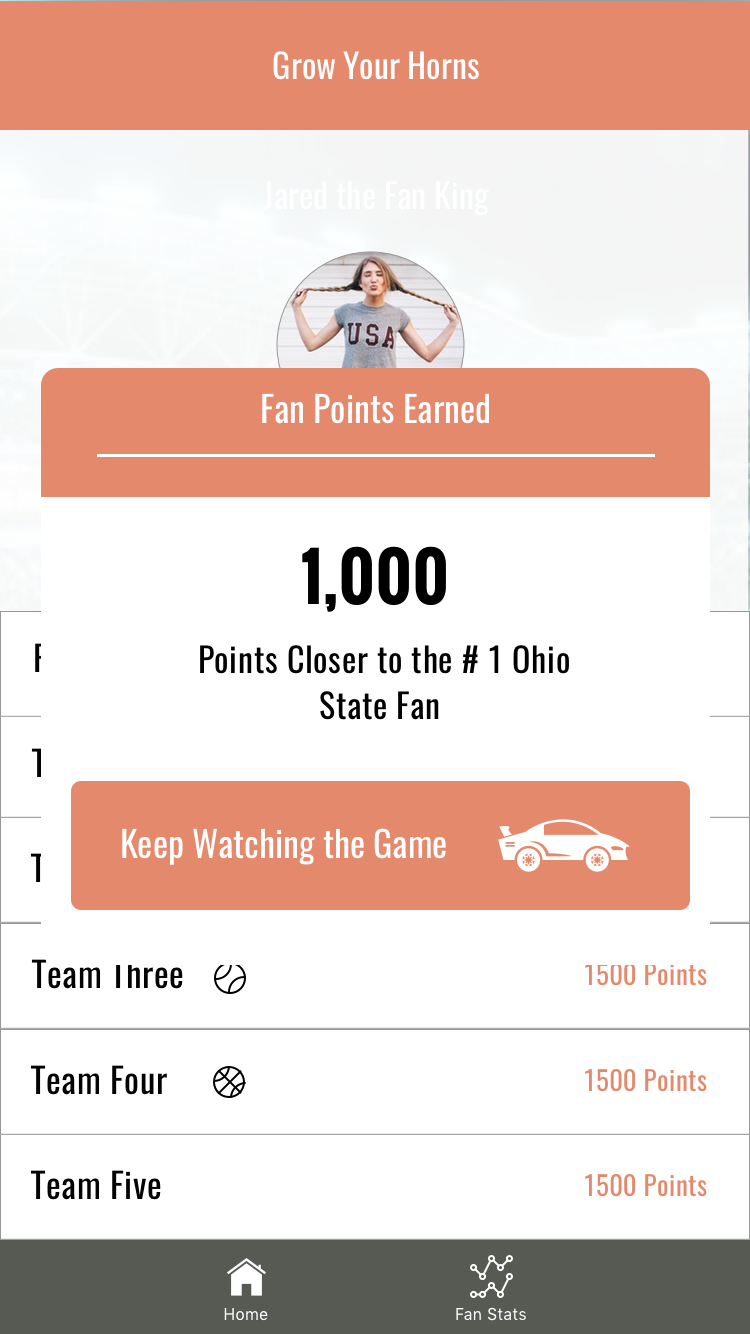 Grow Your Horns
Jared the Fan King
USA
Fan Points Earned
1,000
Points Closer to the # 1 Ohio
State Fan
Keep Watching the Game
Team Three 1500 Points
Team Four 1500 Points
Team Five 1500 Points
Home Fan Stats